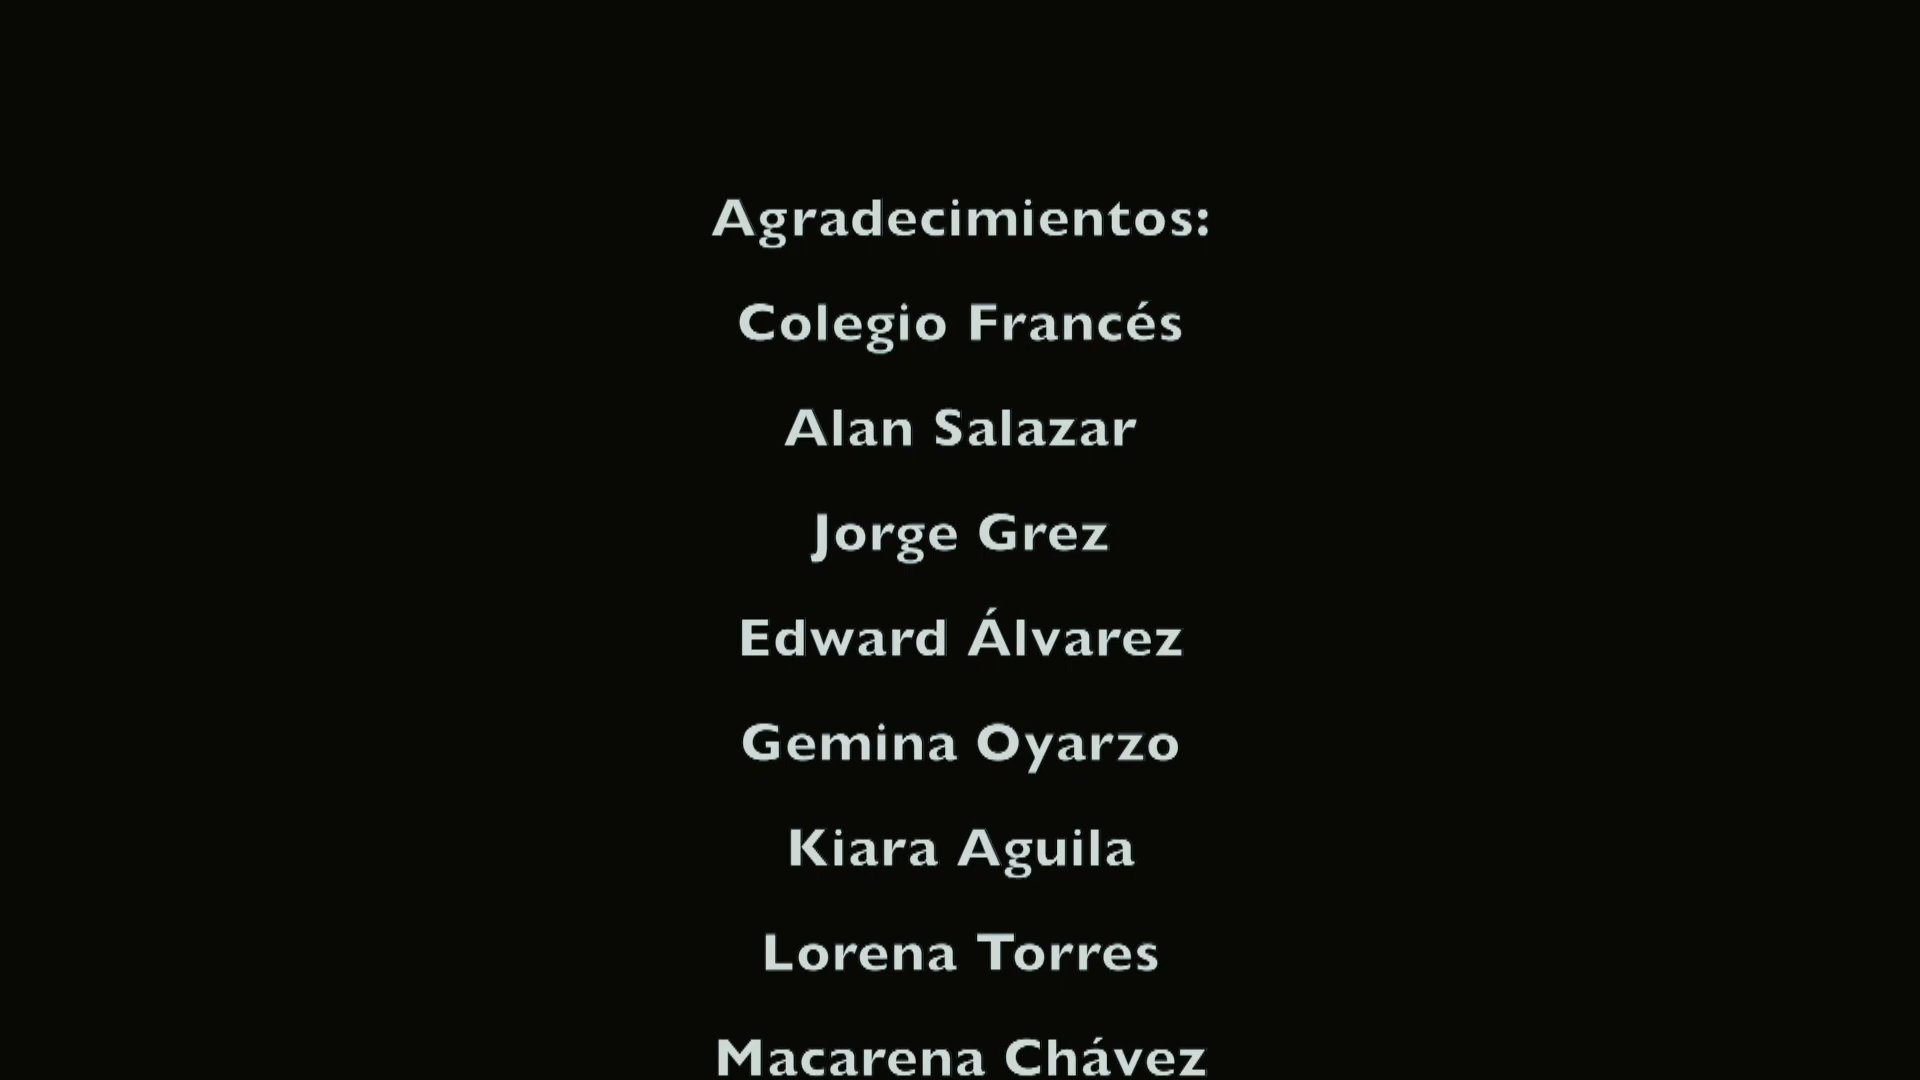 Agradecimientos:
Colegio Francés
Alan Salazar
Jorge Grez
Edward Álvarez
Gemina Oyarzo
Kiara Aguila
Lorena Torres
Macarena Chávez